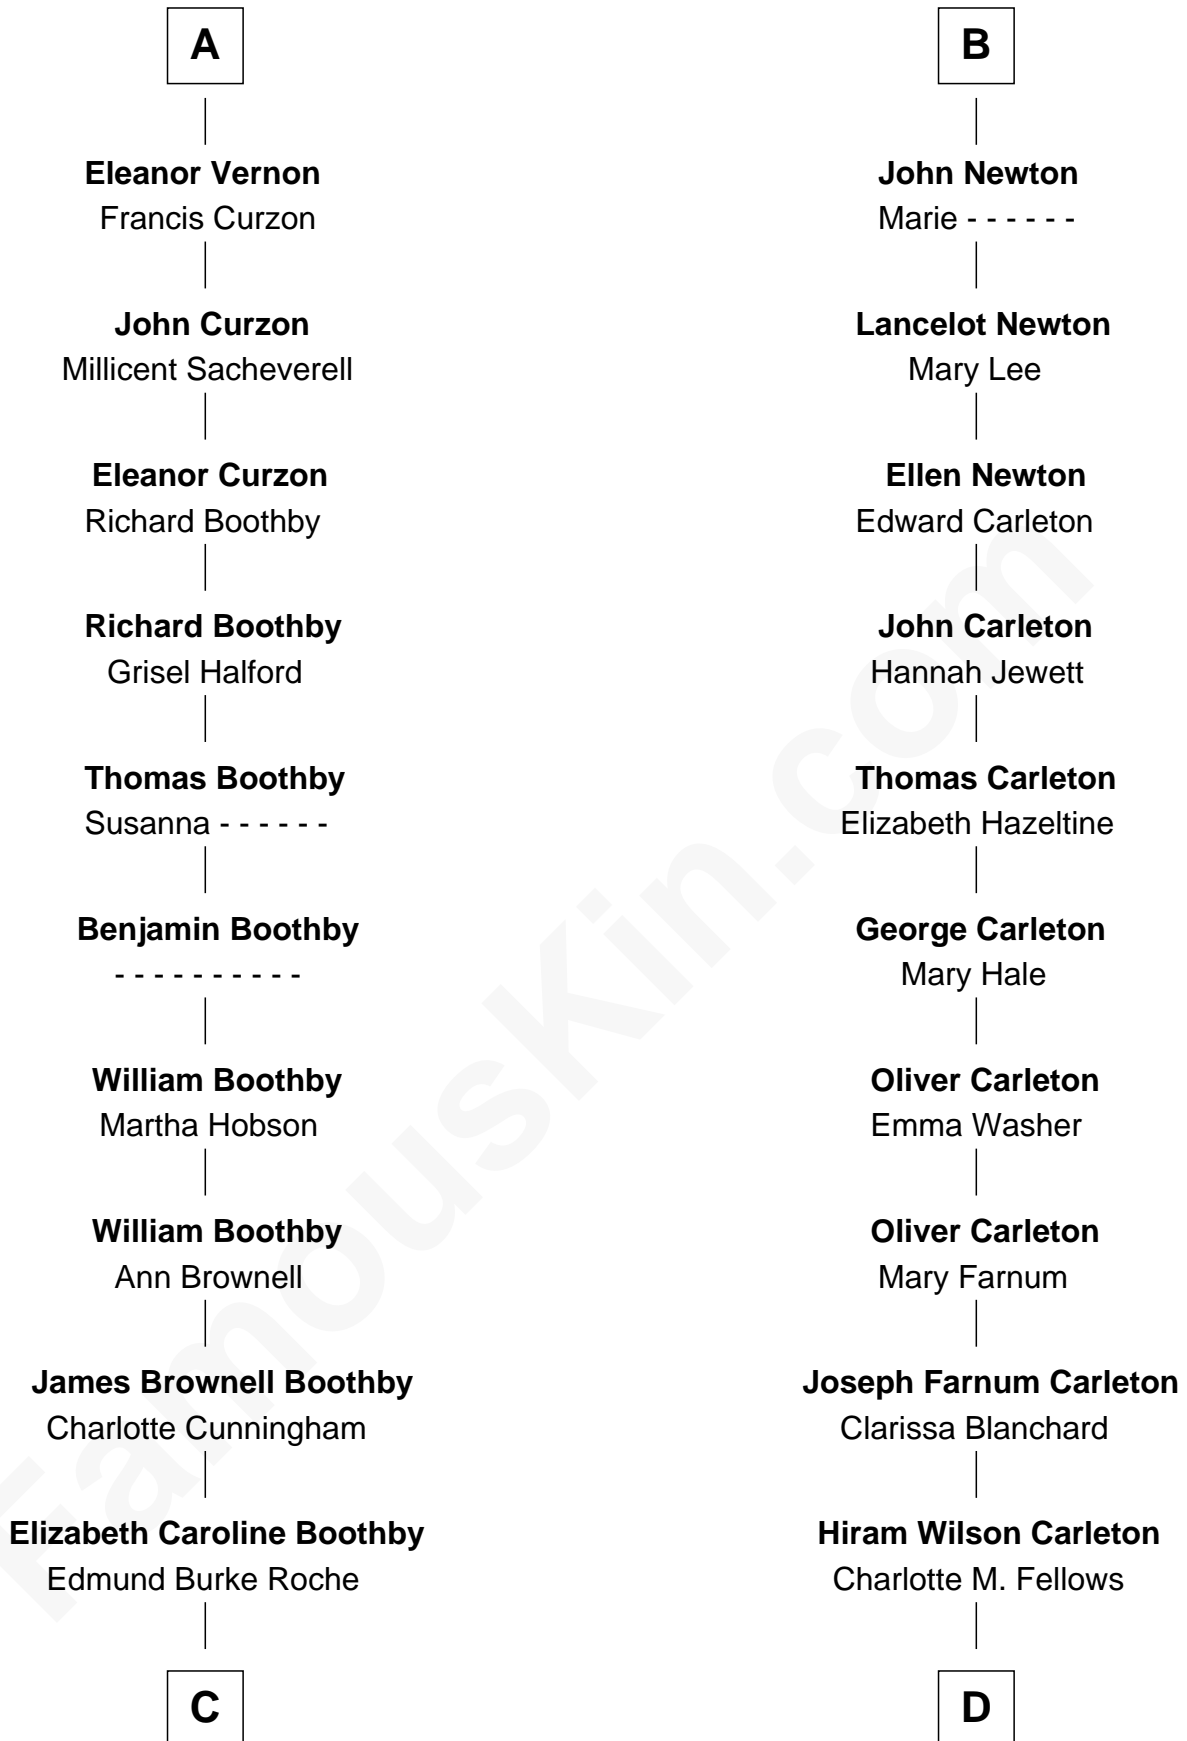 A
Eleanor Vernon
Francis Curzon
John Curzon
Millicent Sacheverell
Eleanor Curzon
Richard Boothby
Richard Boothby
Grisel Halford
Thomas Boothby
Susanna - - - - - -
Benjamin Boothby
- - - - - - - - - -
William Boothby
Martha Hobson
William Boothby
Ann Brownell
James Brownell Boothby
Charlotte Cunningham
Elizabeth Caroline Boothby
Edmund Burke Roche
C
B
John Newton
Marie - - - - - -
Lancelot Newton
Mary Lee
Ellen Newton
Edward Carleton
John Carleton
Hannah Jewett
Thomas Carleton
Elizabeth Hazeltine
George Carleton
Mary Hale
Oliver Carleton
Emma Washer
Oliver Carleton
Mary Farnum
Joseph Farnum Carleton
Clarissa Blanchard
Hiram Wilson Carleton
Charlotte M. Fellows
D
FamousKin.com